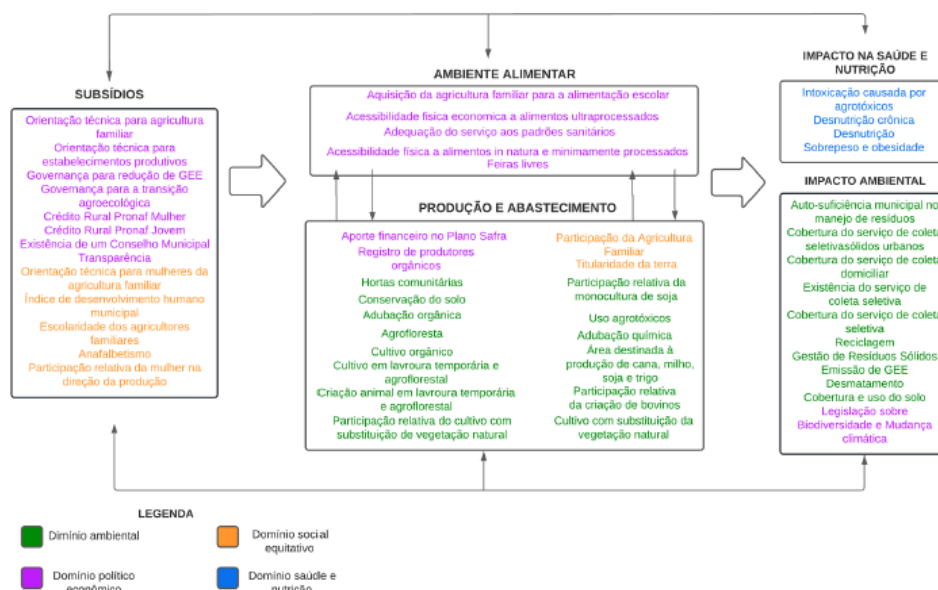 SUBSÍDIOS
Orientação técnica para agricultura
familiar
Orientação técnica para
estabelecimentos produtivos
Governança para redução de GEE
Governança para a transição
agroecológica
Crédito Rural Pronaf Mulher
Crédito Rural Pronaf Jovem
Existência de um Conselho Municipal
Transparência
Orientação técnica para mulheres da
agricultura familiar
Índice de desenvolvimento humano
municipal
Escolaridade dos agricultores
familiares
Anafalbetismo
Participação relativa da mulher na
direção da produção
AMBIENTE ALIMENTAR
Aquisição da agricultura familiar para a alimentação escolar
Acessibilidade física economica a alimentos ultraprocessados
Adequação do serviço aos padrões sanitários
Acessibilidade física a alimentos in natura e minimamente processados
Feiras livres
PRODUÇÃO E ABASTECIMENTO
Aporte financeiro no Plano Safra
Registro de produtores
orgânicos
Hortas comunitárias
Conservação do solo
Adubação orgânica
Agrofloresta
Cultivo orgânico
Cultivo em lavroura temporária e
agroflorestal
Criação animal em lavroura temporária
e agroflorestal
Participação relativa do cultivo com
substituição de vegetação natural
Participação da Agricultura
Familiar
Titularidade da terra
Participação relativa da
monocultura de soja
Uso agrotóxicos
Adubação química
Área destinada à
produção de cana, milho,
soja e trigo
Participação relativa
da criação de bovinos
Cultivo com substituição da
vegetação natural
IMPACTO NA SAÚDE E
NUTRIÇÃO
Intoxicação causada por
agrotóxicos
Desnutrição crônica
Desnutrição
Sobrepeso e obesidade
IMPACTO AMBIENTAL
Auto-suficiência municipal no
manejo de resíduos
Cobertura do serviço de coleta
seletivasólidos urbanos
Cobertura do serviço de coleta
domiciliar
Existência do serviço de
coleta seletiva
Cobertura do serviço de coleta
seletiva
Reciclagem
Gestão de Resíduos Sólidos
Emissão de GEE
Desmatamento
Cobertura e uso do solo
Legislação sobre
Biodiversidade e Mudança
climática
LEGENDA
Dimínio ambiental
Domínio social
equitativo
Domínio político
econômico
Domínio saúde e
nutrição